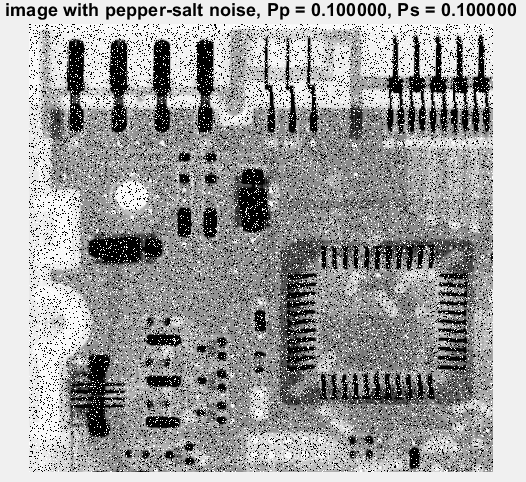 image with pepper-salt noise, Pp = 0.100000, Ps = 0.100000